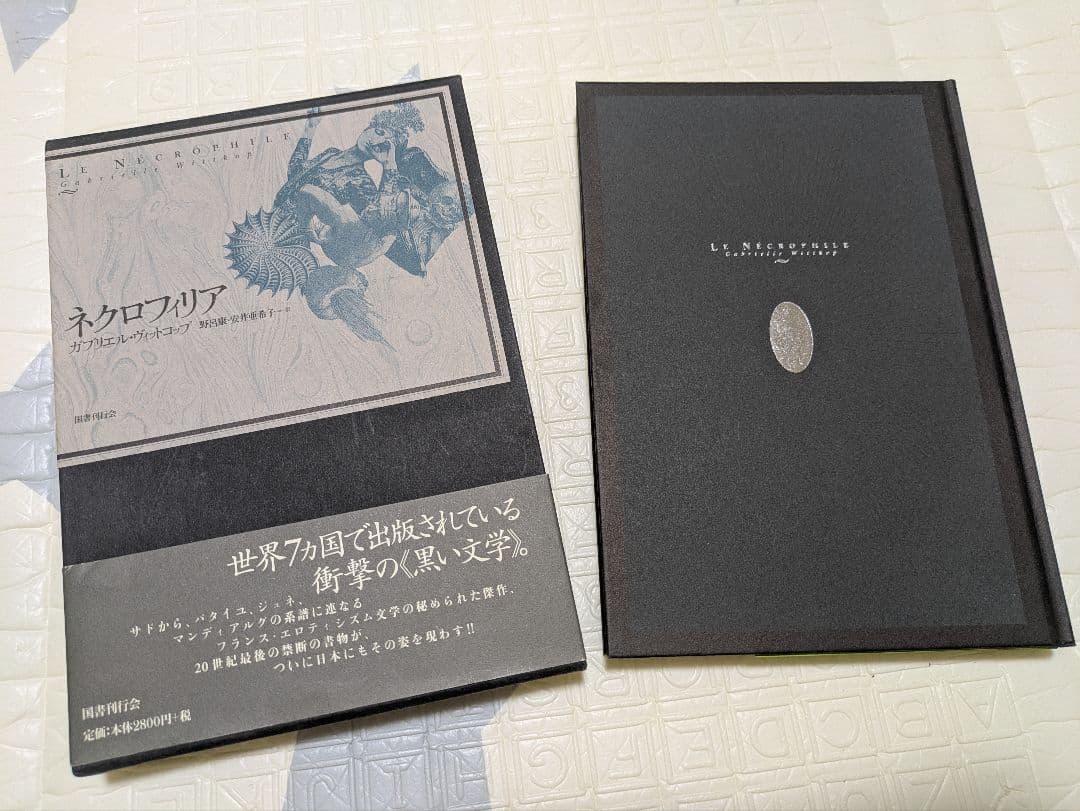 LE NÉCROPHILE
Gabrielle Wittkop
ネクロフィリア
ガブリエル・ヴィットコップ 野呂康・安井亜希子=訳
国書刊行会
世界7ヵ国で出版されている
衝撃の《黒い文学》。
サドから、バタイユ、ジュネ、
マンディアルグの系譜に連なる
フランス・エロティシズム文学の秘められた傑作、
20世紀最後の禁断の書物が、
ついに日本にもその姿を現わす!!
国書刊行会
定価:本体2800円+税
LE NÉCROPHILE
Gabrielle Wittkop